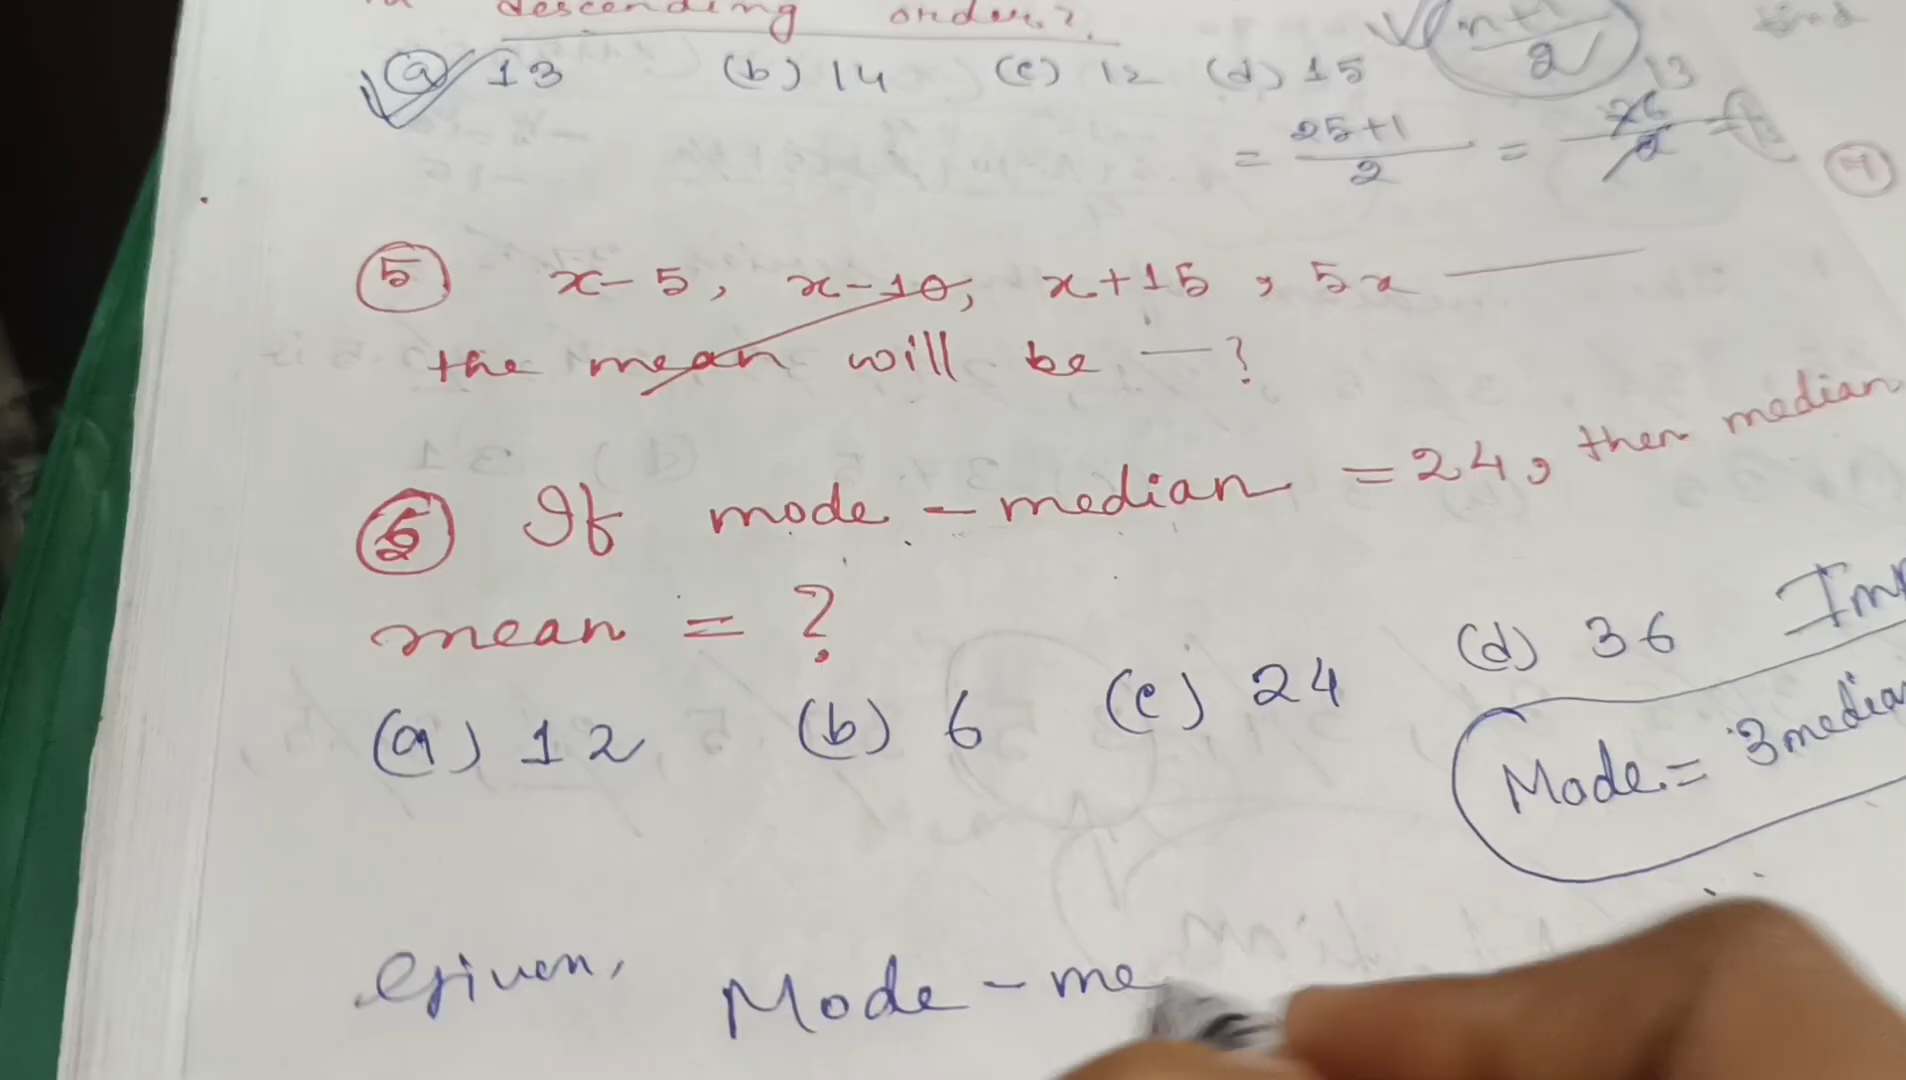 descending order?
(a) 13 (b) 14 (c) 12 (d) 15
n+1/2
= 25+1/2 = 26/2 13
5 x-5, x-10, x+15, 5x
the mean will be — ?
If mode - median = 24, then median
mean = ?
(a) 12 (b) 6 (c) 24 (d) 36
Mode = 3 media
Given, Mode - me